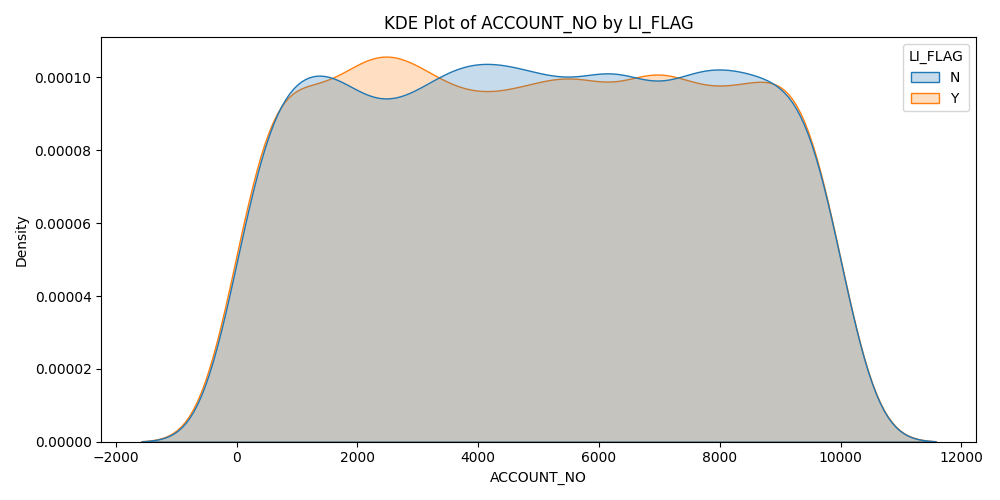 KDE Plot of ACCOUNT_NO by LI_FLAG
LI_FLAG
N
Y
Density
0.00010
0.00008
0.00006
0.00004
0.00002
0.00000
−2000 0 2000 4000 6000 8000 10000 12000
ACCOUNT_NO